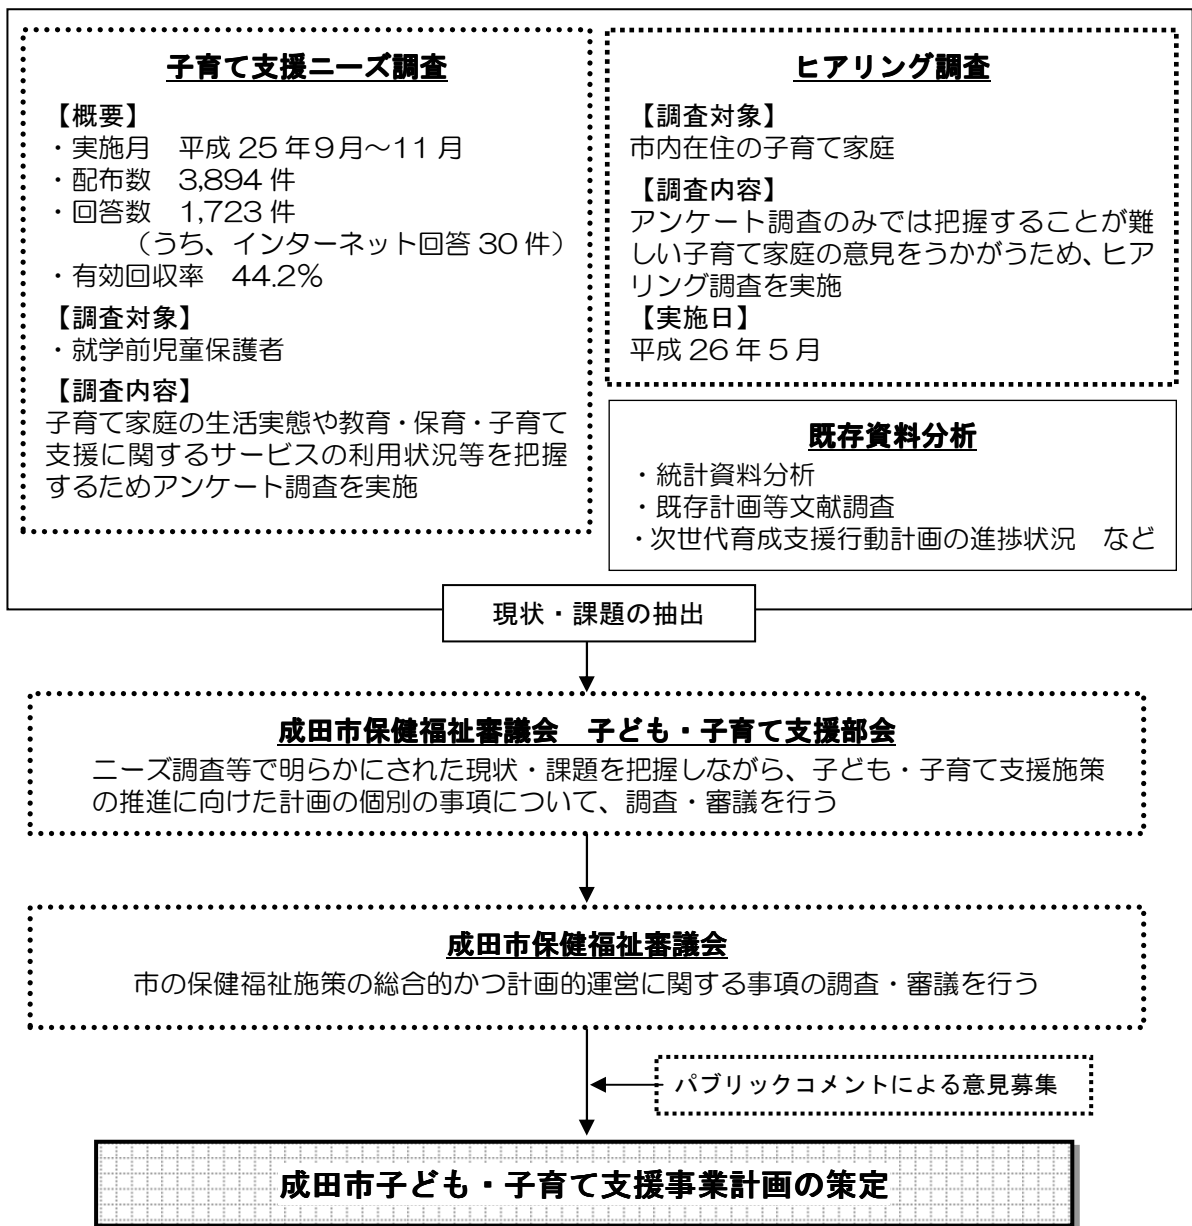 子育て支援ニーズ調査
【概要】
・実施月　平成 25 年９月～11 月
・配布数　3,894 件
・回答数　1,723 件
（うち、インターネット回答 30 件）
・有効回収率　44.2%
【調査対象】
・就学前児童保護者
【調査内容】
子育て家庭の生活実態や教育・保育・子育て
支援に関するサービスの利用状況等を把握
するためアンケート調査を実施
ヒアリング調査
【調査対象】
市内在住の子育て家庭
【調査内容】
アンケート調査のみでは把握することが難
しい子育て家庭の意見をうかがうため、ヒア
リング調査を実施
【実施日】
平成 26 年５月
既存資料分析
・統計資料分析
・既存計画等文献調査
・次世代育成支援行動計画の進捗状況　など
現状・課題の抽出
成田市保健福祉審議会　子ども・子育て支援部会
ニーズ調査等で明らかにされた現状・課題を把握しながら、子ども・子育て支援施策
の推進に向けた計画の個別の事項について、調査・審議を行う
成田市保健福祉審議会
市の保健福祉施策の総合的かつ計画的運営に関する事項の調査・審議を行う
パブリックコメントによる意見募集
成田市子ども・子育て支援事業計画の策定